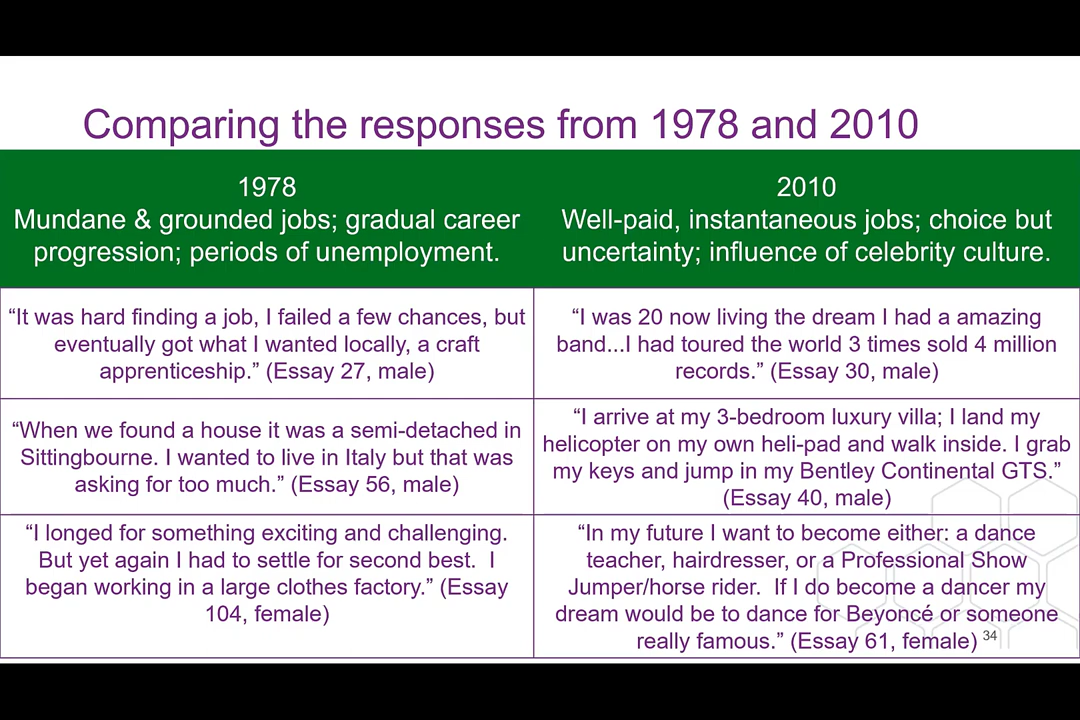 Comparing the responses from 1978 and 2010
1978
Mundane & grounded jobs; gradual career
progression; periods of unemployment.
2010
Well-paid, instantaneous jobs; choice but
uncertainty; influence of celebrity culture.
“It was hard finding a job, I failed a few chances, but
eventually got what I wanted locally, a craft
apprenticeship.” (Essay 27, male)
“I was 20 now living the dream I had a amazing
band...I had toured the world 3 times sold 4 million
records.” (Essay 30, male)
“When we found a house it was a semi-detached in
Sittingbourne. I wanted to live in Italy but that was
asking for too much.” (Essay 56, male)
“I arrive at my 3-bedroom luxury villa; I land my
helicopter on my own heli-pad and walk inside. I grab
my keys and jump in my Bentley Continental GTS.”
(Essay 40, male)
“I longed for something exciting and challenging.
But yet again I had to settle for second best. I
began working in a large clothes factory.” (Essay
104, female)
“In my future I want to become either: a dance
teacher, hairdresser, or a Professional Show
Jumper/horse rider. If I do become a dancer my
dream would be to dance for Beyoncé or someone
really famous.” (Essay 61, female) 34